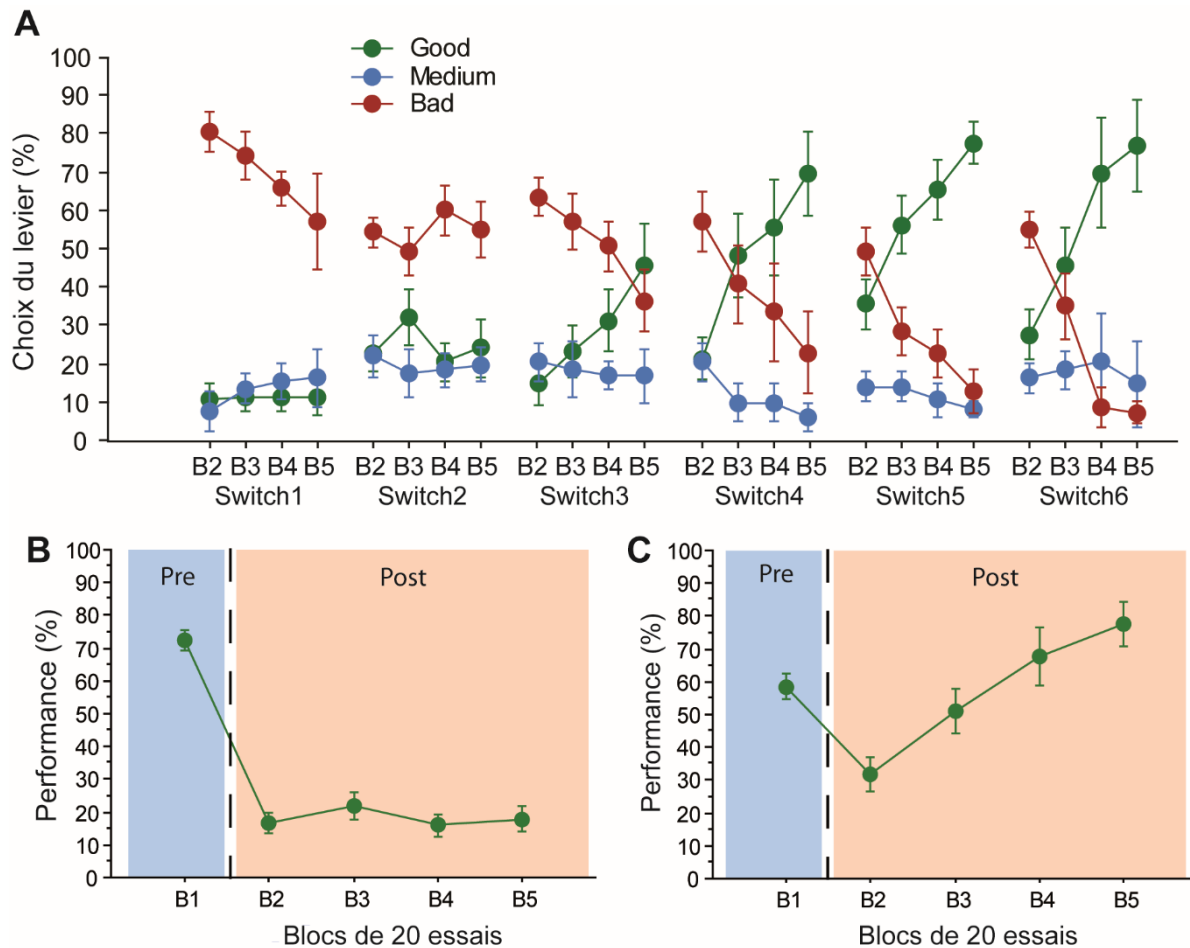 A
Good
Medium
Bad
Choix du levier (%)
100
90
80
70
60
50
40
30
20
10
0
B2 B3 B4 B5 B2 B3 B4 B5 B2 B3 B4 B5 B2 B3 B4 B5 B2 B3 B4 B5 B2 B3 B4 B5
Switch1 Switch2 Switch3 Switch4 Switch5 Switch6
B
Pre Post
Performance (%)
100
90
80
70
60
50
40
30
20
10
0
B1 B2 B3 B4 B5
Blocs de 20 essais
C
Pre Post
Performance (%)
100
90
80
70
60
50
40
30
20
10
0
B1 B2 B3 B4 B5
Blocs de 20 essais